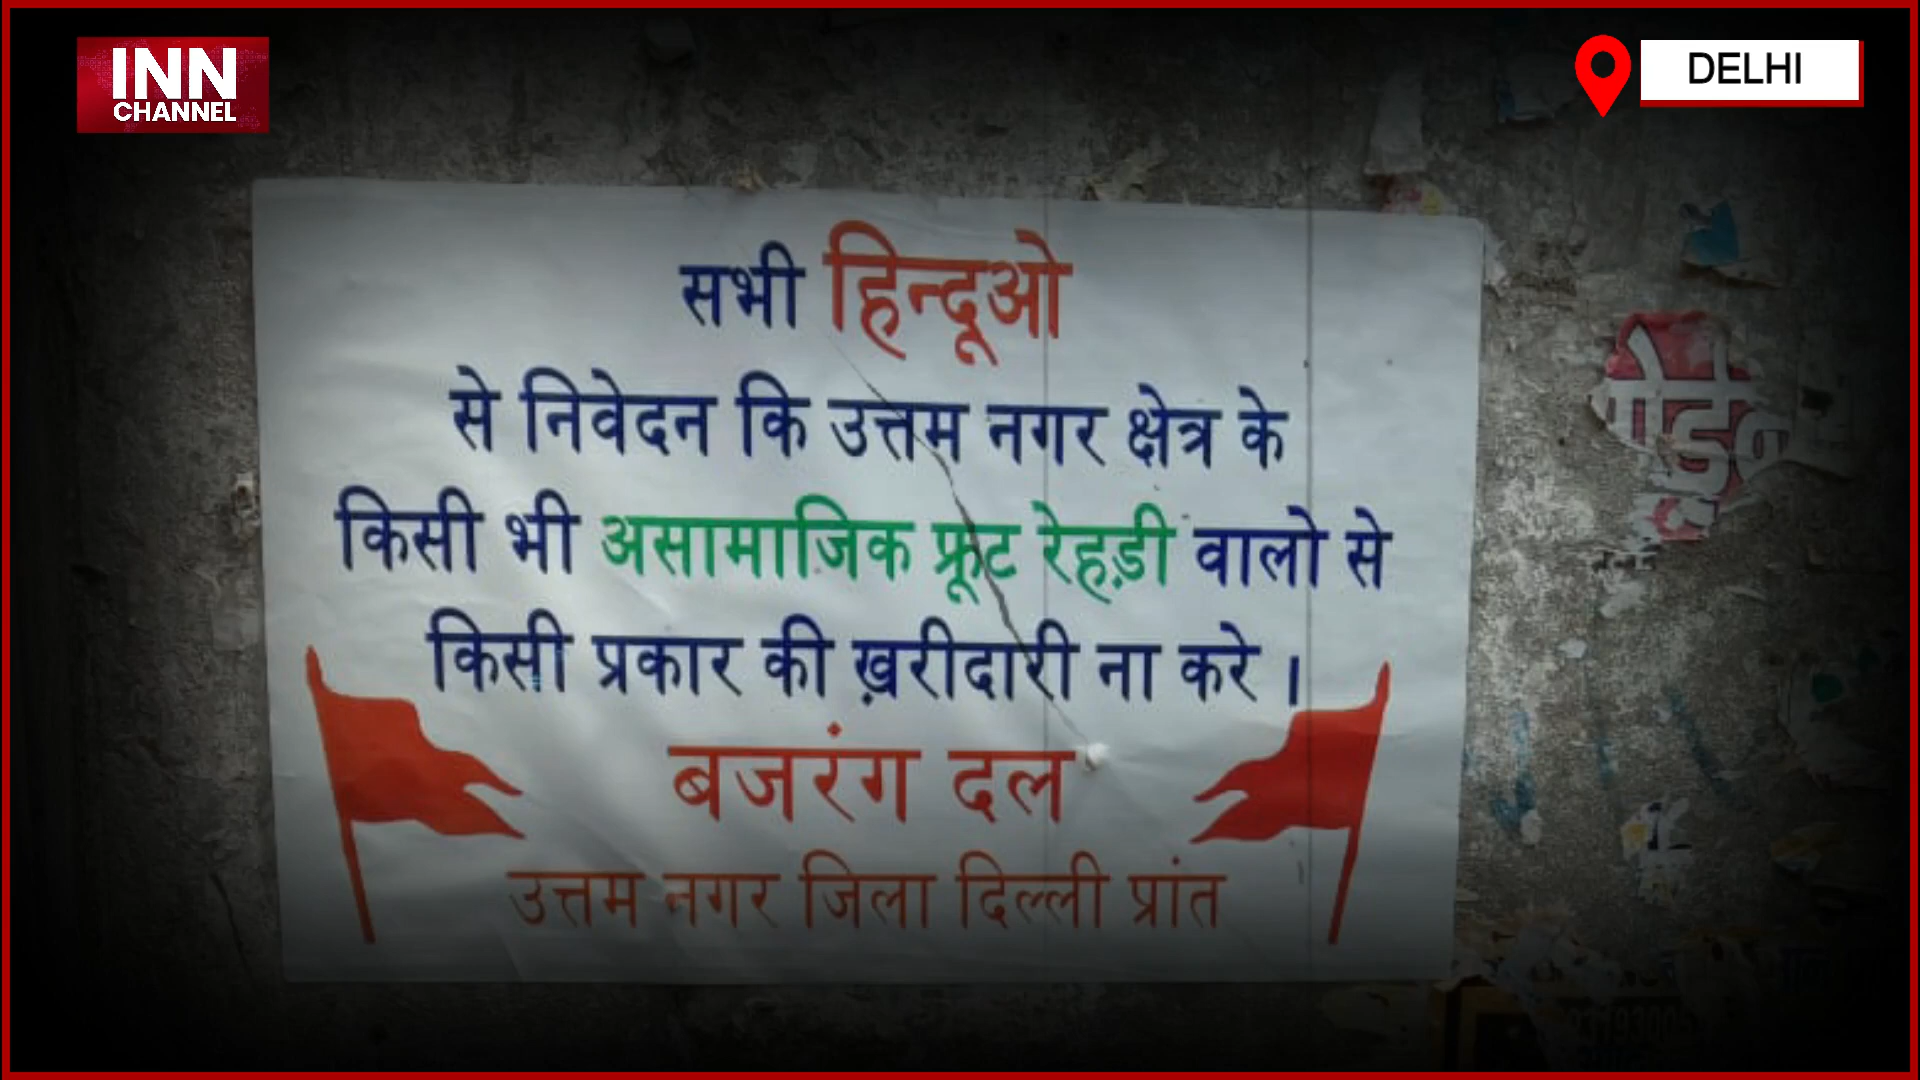 INN
CHANNEL
DELHI
सभी हिन्दूओ
से निवेदन कि उत्तम नगर क्षेत्र के
किसी भी असामाजिक फ्रूट रेहड़ी वालो से
किसी प्रकार की ख़रीदारी ना करे ।
बजरंग दल
उत्तम नगर जिला दिल्ली प्रांत